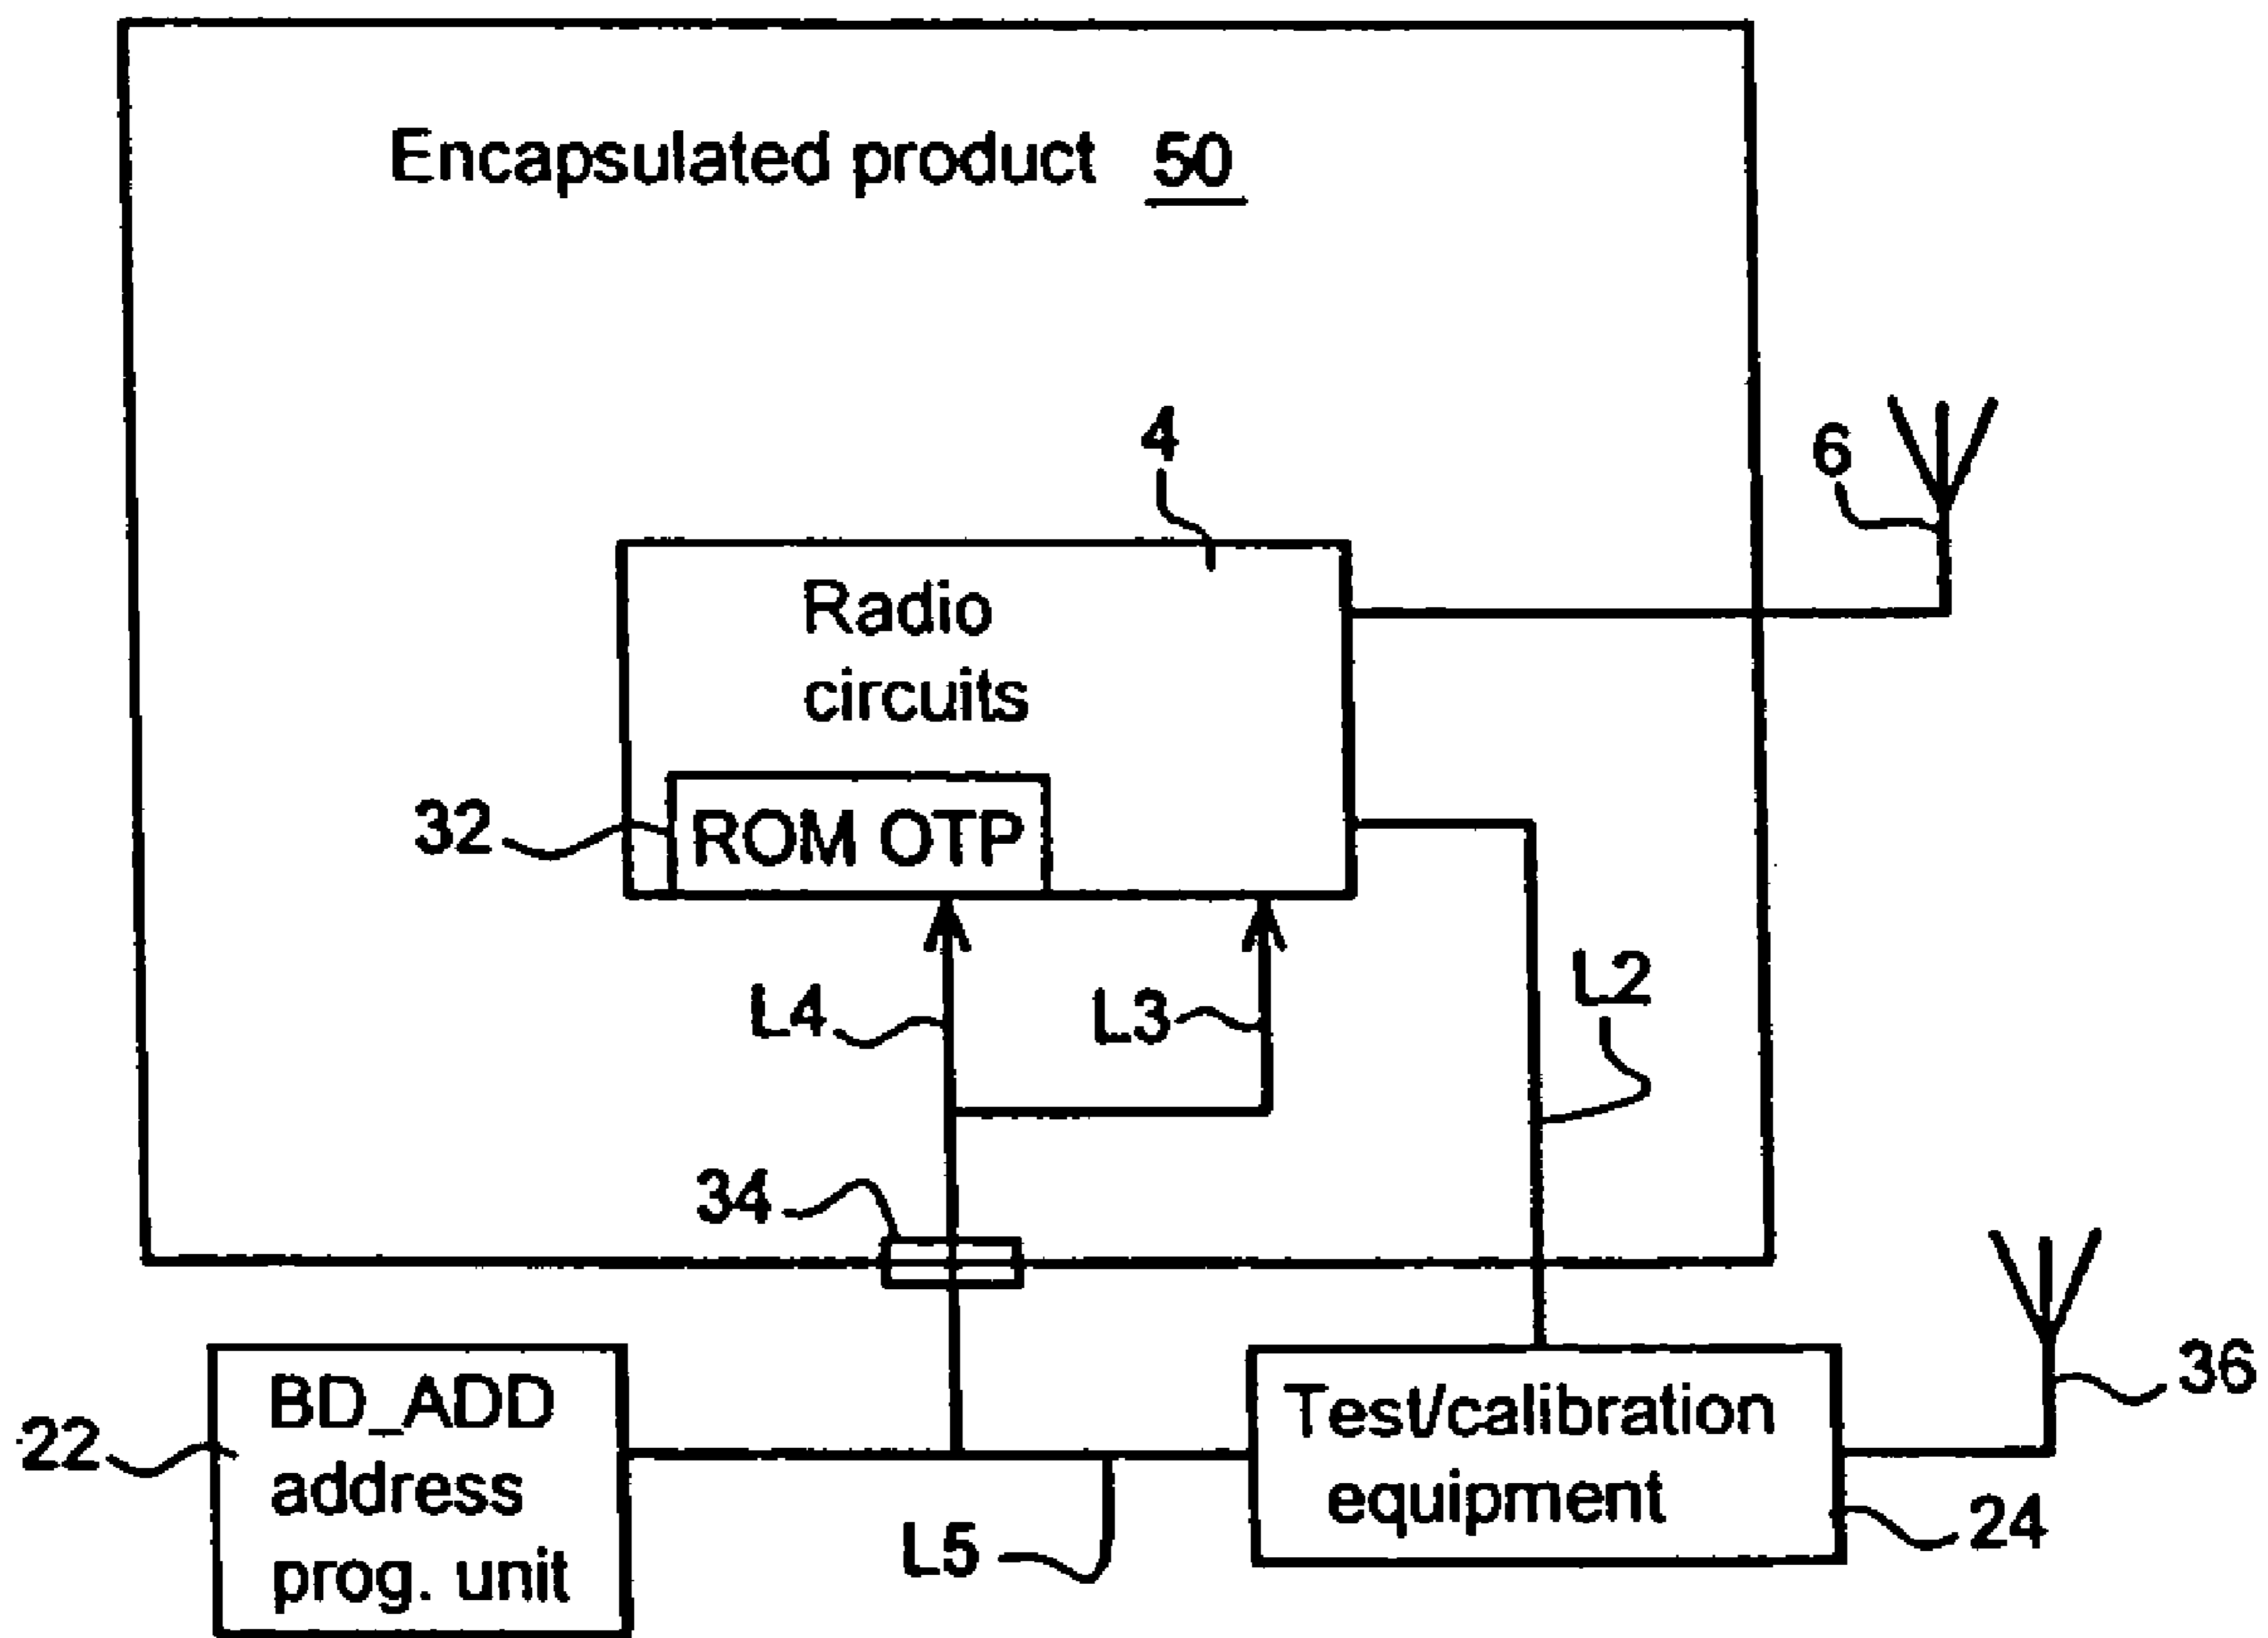 Encapsulated product 50
4
6
Radio
circuits
32
ROM OTP
L4
L3
L2
34
22
BD_ADD
address
prog. unit
L5
Test/calibration
equipment
36
24